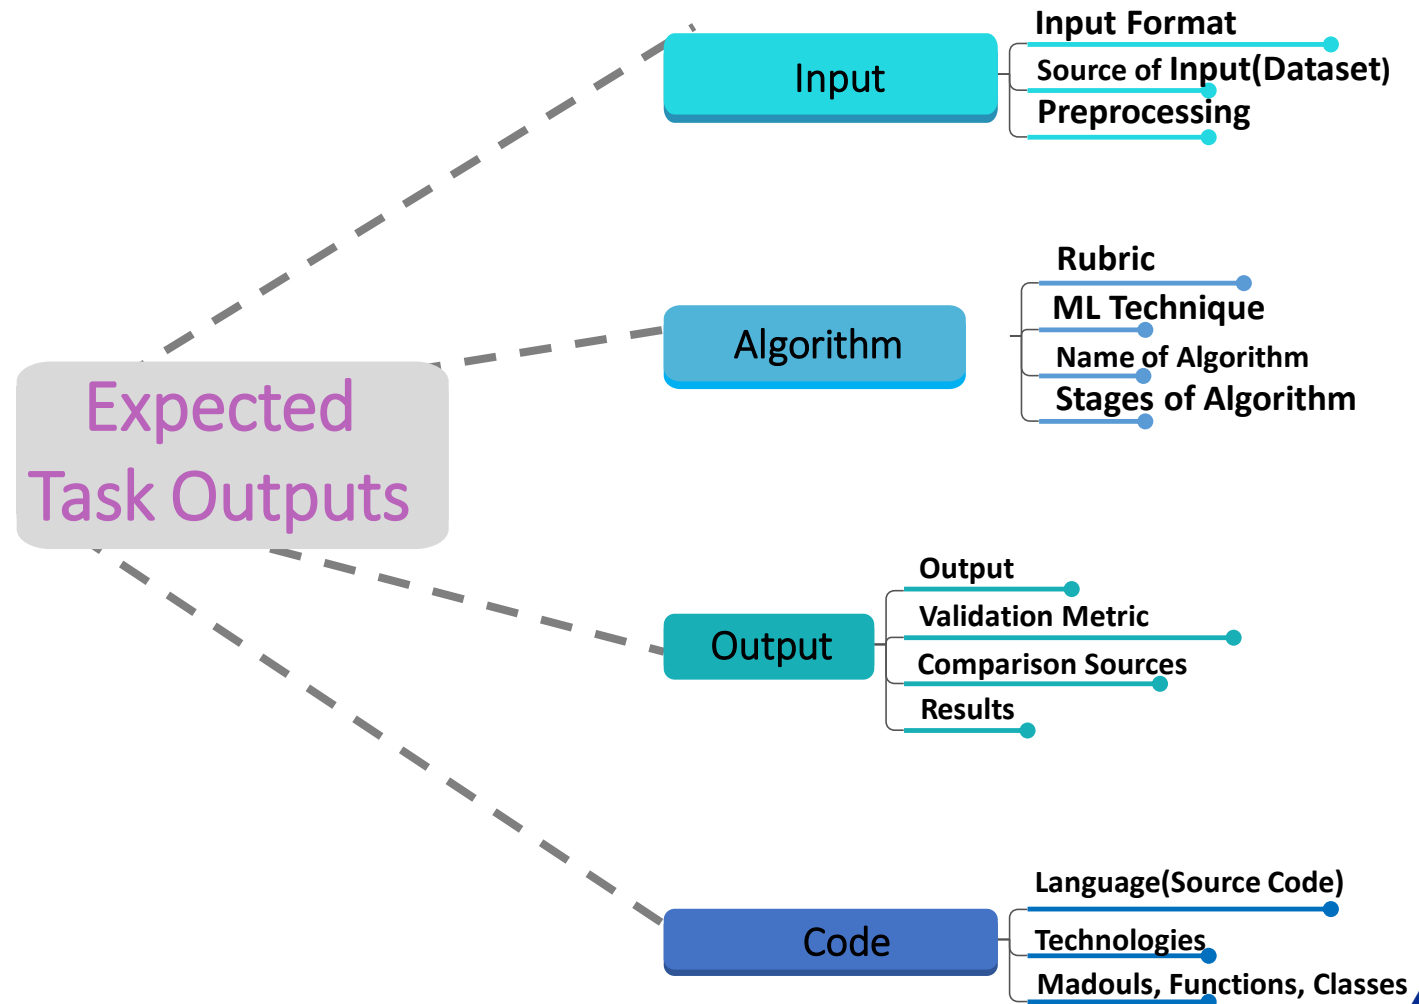 Expected
Task Outputs
Input
Input Format
Source of Input(Dataset)
Preprocessing
Algorithm
Rubric
ML Technique
Name of Algorithm
Stages of Algorithm
Output
Output
Validation Metric
Comparison Sources
Results
Code
Language(Source Code)
Technologies
Madouls, Functions, Classes